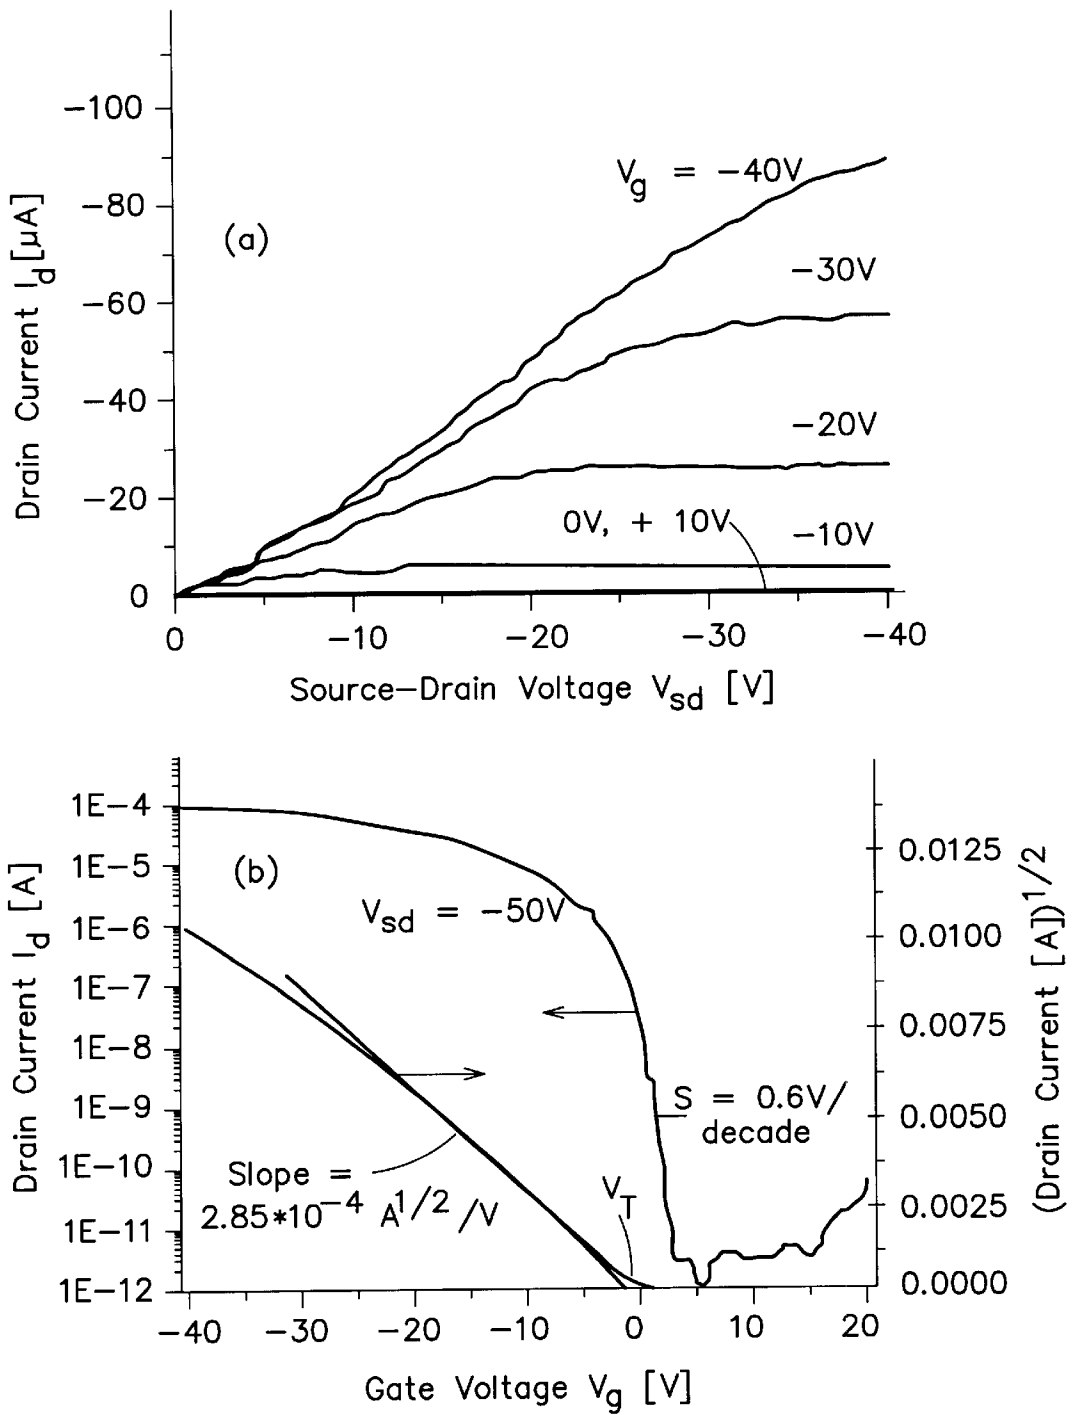 −100
−80
−60
−40
−20
0
Drain Current I_d [μA]
(a)
V_g = −40V
−30V
−20V
0V, + 10V
−10V
0 −10 −20 −30 −40
Source−Drain Voltage V_sd [V]
1E−4
1E−5
1E−6
1E−7
1E−8
1E−9
1E−10
1E−11
1E−12
Drain Current I_d [A]
(b)
V_sd = −50V
S = 0.6V/
decade
Slope =
2.85*10^−4 A^1/2 /V
V_T
0.0125
0.0100
0.0075
0.0050
0.0025
0.0000
(Drain Current [A])^1/2
−40 −30 −20 −10 0 10 20
Gate Voltage V_g [V]